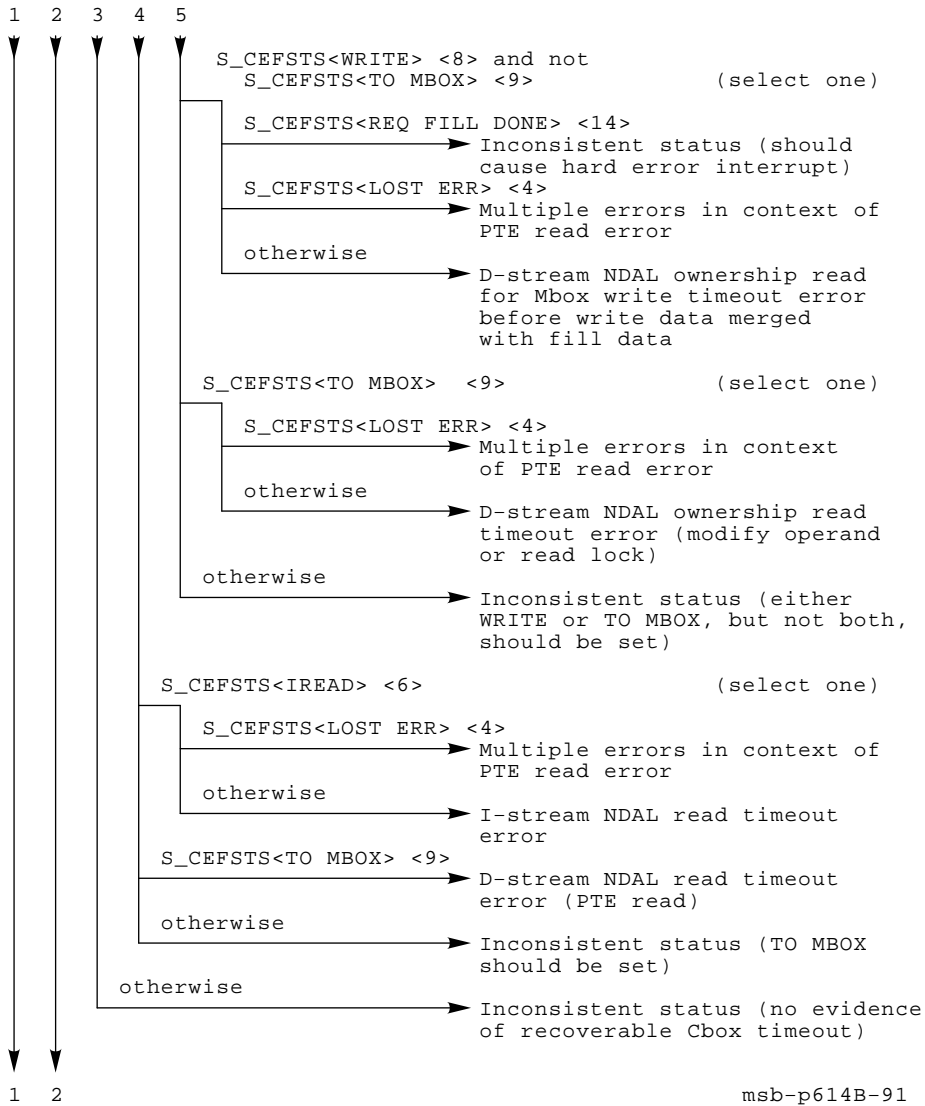 1 2 3 4 5
S_CEFSTS<WRITE> <8> and not
S_CEFSTS<TO MBOX> <9> (select one)
S_CEFSTS<REQ FILL DONE> <14>
Inconsistent status (should
cause hard error interrupt)
S_CEFSTS<LOST ERR> <4>
Multiple errors in context of
PTE read error
otherwise
D-stream NDAL ownership read
for Mbox write timeout error
before write data merged
with fill data
S_CEFSTS<TO MBOX> <9> (select one)
S_CEFSTS<LOST ERR> <4>
Multiple errors in context
of PTE read error
otherwise
D-stream NDAL ownership read
timeout error (modify operand
or read lock)
otherwise
Inconsistent status (either
WRITE or TO MBOX, but not both,
should be set)
S_CEFSTS<IREAD> <6> (select one)
S_CEFSTS<LOST ERR> <4>
Multiple errors in context of
PTE read error
otherwise
I-stream NDAL read timeout
error
S_CEFSTS<TO MBOX> <9>
D-stream NDAL read timeout
error (PTE read)
otherwise
Inconsistent status (TO MBOX
should be set)
otherwise
Inconsistent status (no evidence
of recoverable Cbox timeout)
1 2 msb-p614B-91